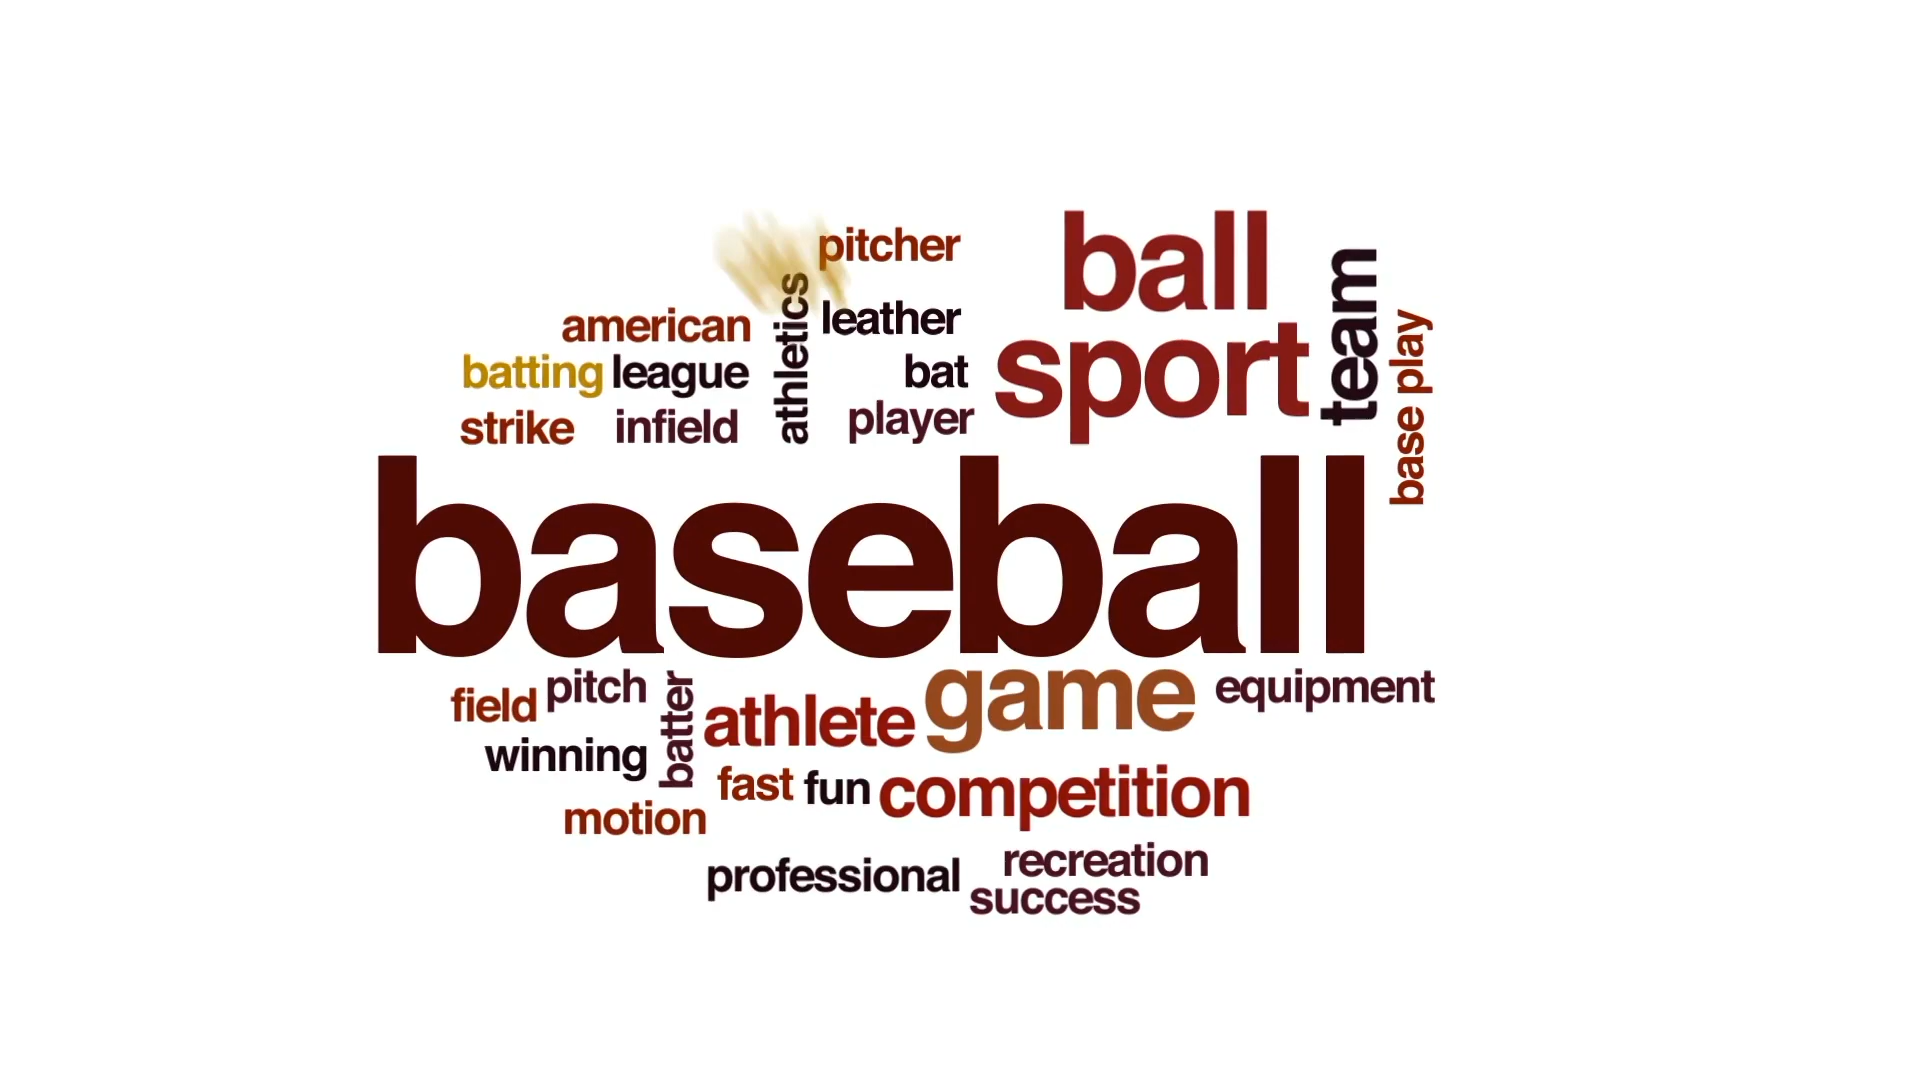 pitcher
ball
team
american
athletics
leather
sport
base play
batting
league
bat
strike
infield
player
baseball
field
pitch
batter
athlete
game
equipment
winning
fast
fun
competition
motion
professional
recreation
success